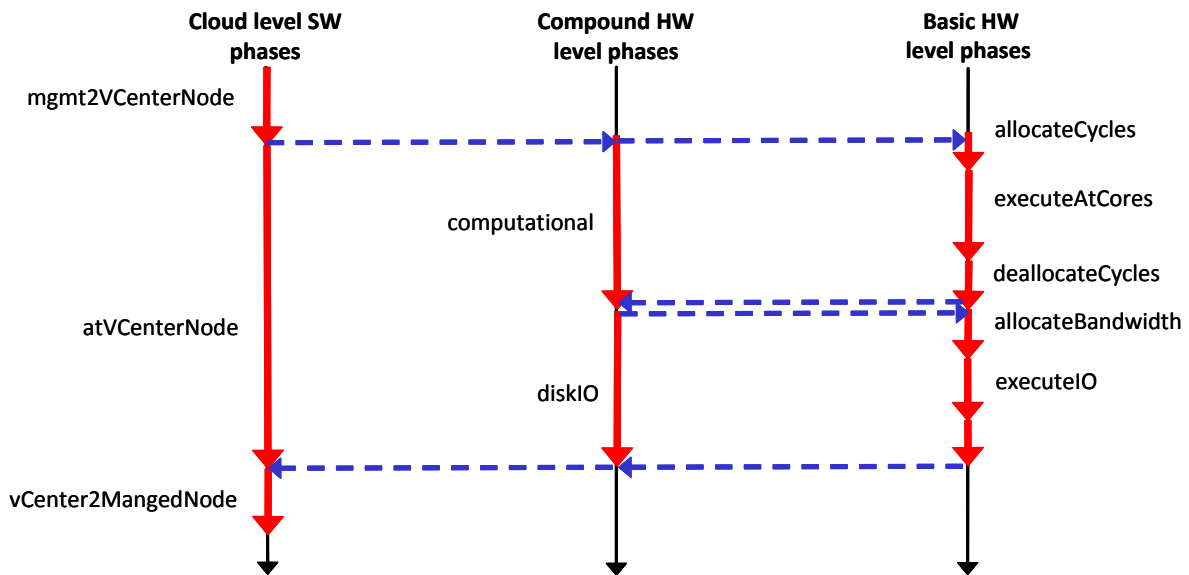 Cloud level SW
phases
Compound HW
level phases
Basic HW
level phases
mgmt2VCenterNode
allocateCycles
executeAtCores
computational
deallocateCycles
atVCenterNode
allocateBandwidth
executeIO
diskIO
vCenter2MangedNode